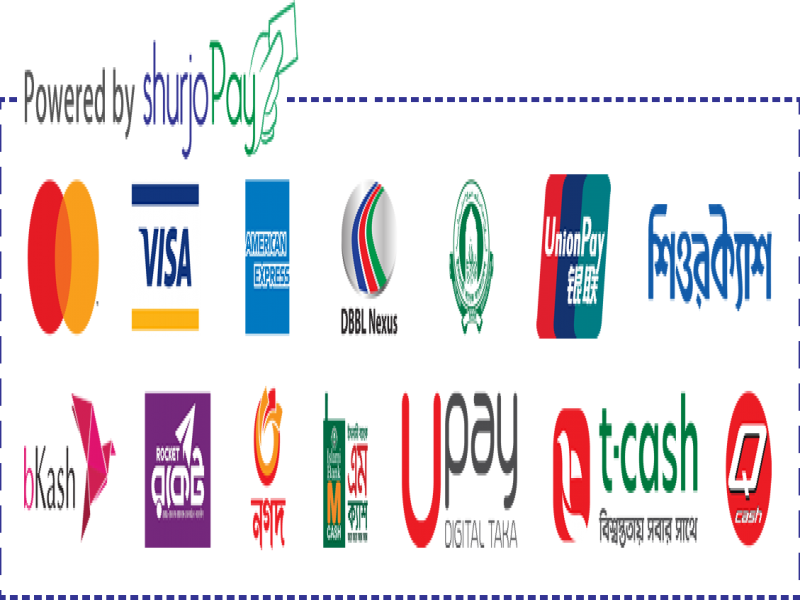 Powered by shurjoPay
VISA
AMERICAN
EXPRESS
DBBL Nexus
UnionPay
银联
শিওরক্যাশ
bKash
ROCKET
রকেট
নগদ
Islami
Bank
M
CASH
এম
ক্যাশ
Upay
DIGITAL TAKA
t-cash
বিশ্বস্ততায় সবার সাথে
Q
cash